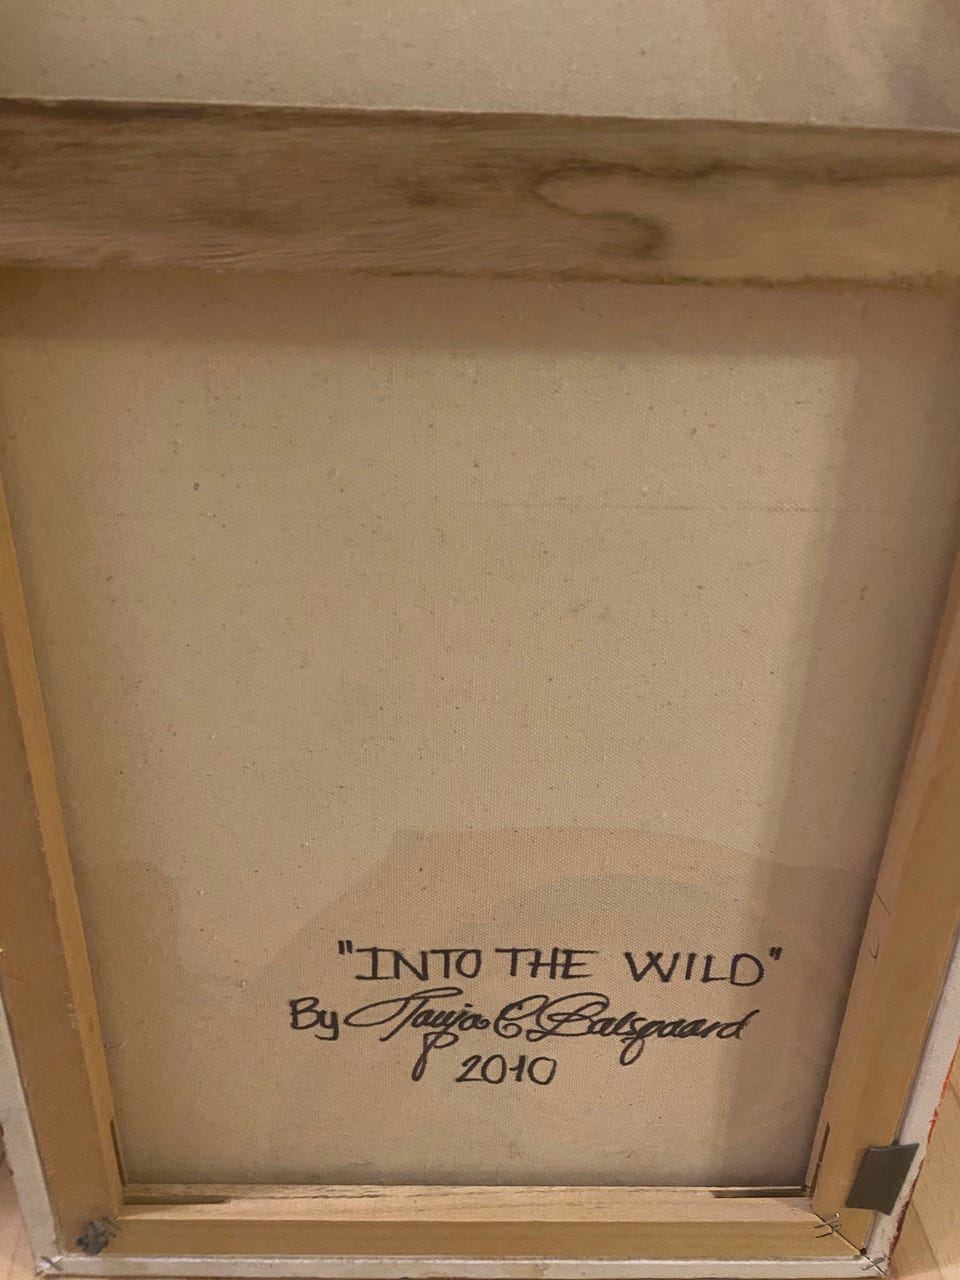 "INTO THE WILD"
By Tanja C Balsgaard
2010